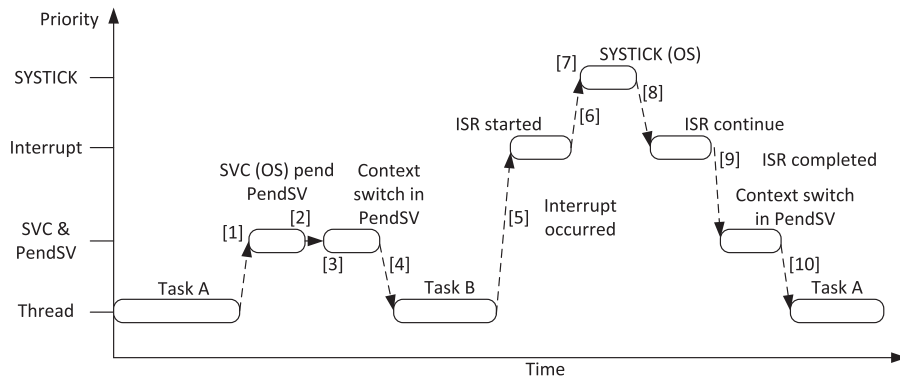 Priority
SYSTICK (OS)
[7]
SYSTICK
[6]
[8]
ISR started
ISR continue
Interrupt
[9]
ISR completed
SVC (OS) pend
PendSV
Context
switch in
PendSV
Context switch
in PendSV
[1]
[2]
[5]
Interrupt
occurred
SVC &
PendSV
[3]
[4]
[10]
Task A
Task B
Task A
Thread
Time